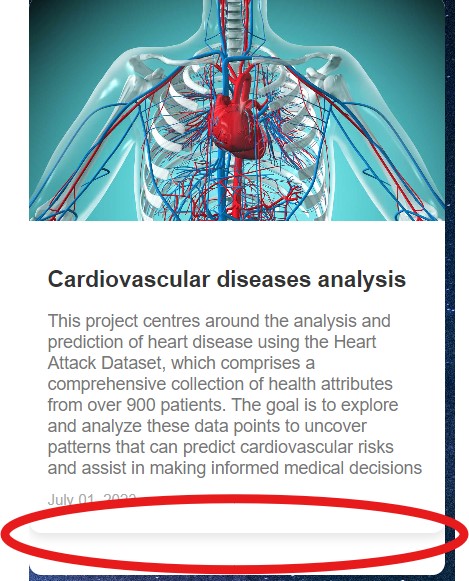 Cardiovascular diseases analysis
This project centres around the analysis and
prediction of heart disease using the Heart
Attack Dataset, which comprises a
comprehensive collection of health attributes
from over 900 patients. The goal is to explore
and analyze these data points to uncover
patterns that can predict cardiovascular risks
and assist in making informed medical decisions
July 01, 2023